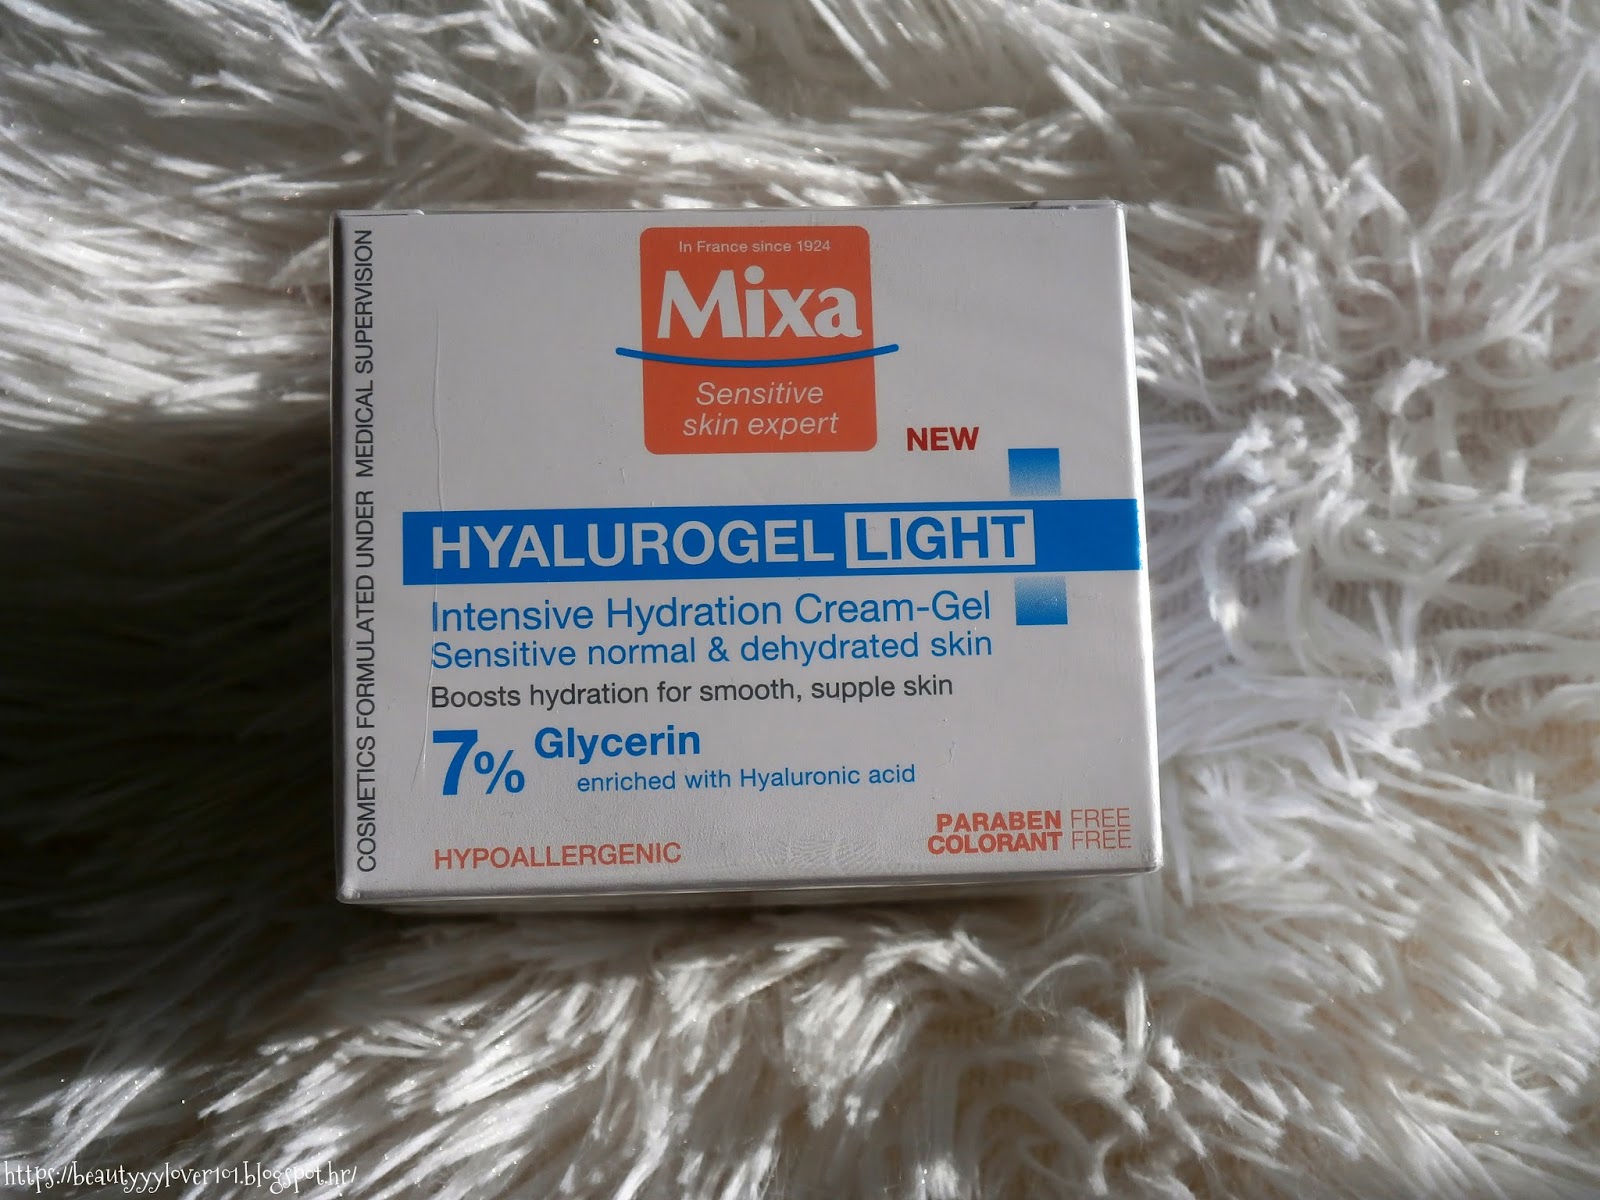 COSMETICS FORMULATED UNDER MEDICAL SUPERVISION
In France since 1924
Mixa
Sensitive
skin expert
NEW
HYALUROGEL LIGHT
Intensive Hydration Cream-Gel
Sensitive normal & dehydrated skin
Boosts hydration for smooth, supple skin
7% Glycerin
enriched with Hyaluronic acid
HYPOALLERGENIC
PARABEN FREE
COLORANT FREE
https://beautyyylover101.blogspot.hr/